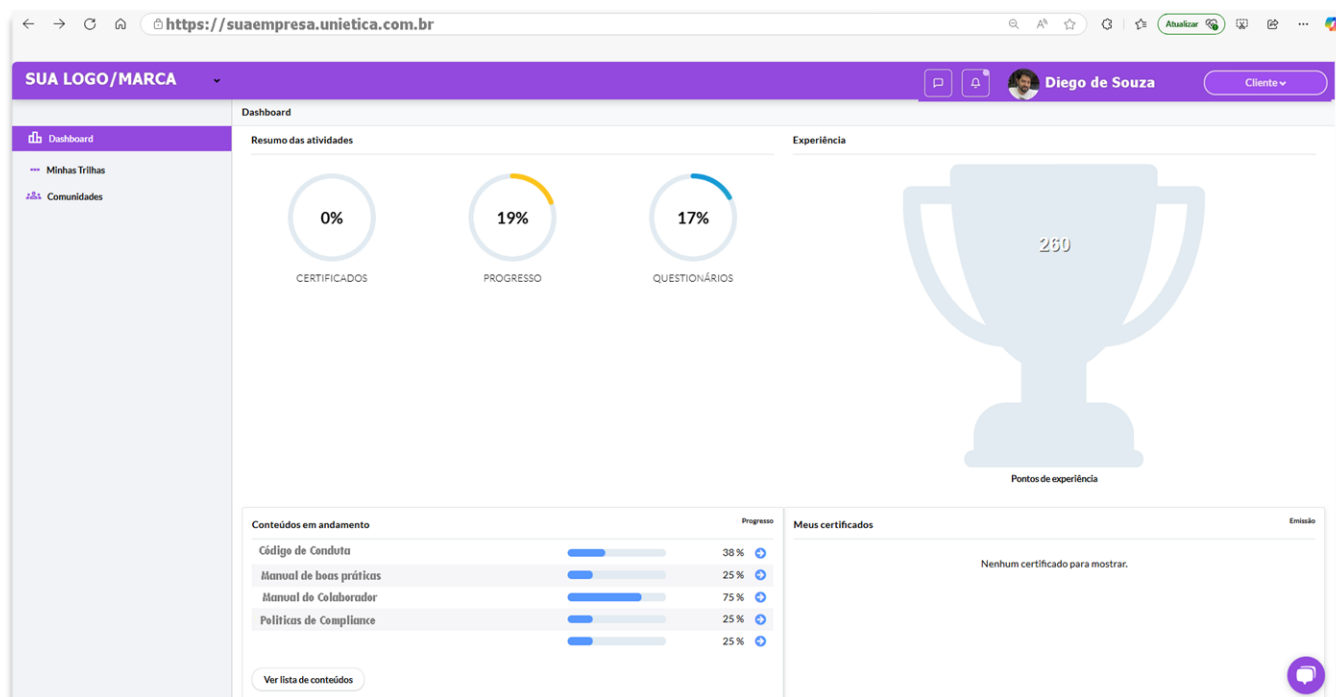 https://suaempresa.unietica.com.br
Atualizar
SUA LOGO/MARCA
Diego de Souza
Cliente
Dashboard
Dashboard
Minhas Trilhas
Comunidades
Resumo das atividades
0%
19%
17%
CERTIFICADOS
PROGRESSO
QUESTIONÁRIOS
Experiência
260
Pontos de experiência
Conteúdos em andamento
Progresso
Código de Conduta
38 %
Manual de boas práticas
25 %
Manual do Colaborador
75 %
Políticas de Compliance
25 %
25 %
Ver lista de conteúdos
Meus certificados
Emissão
Nenhum certificado para mostrar.